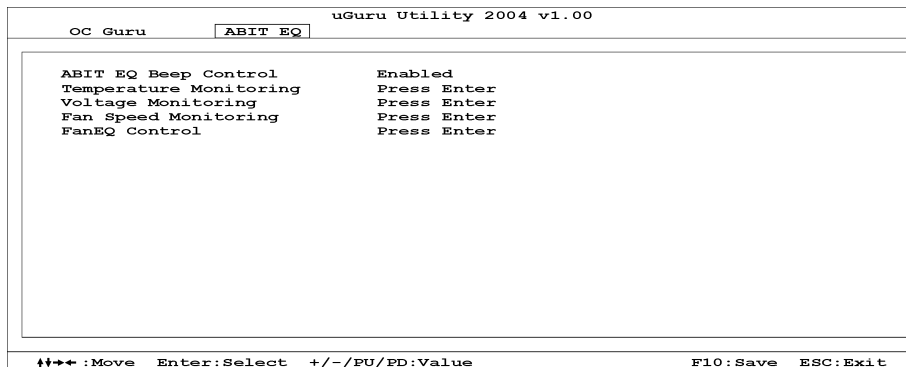 uGuru Utility 2004 v1.00
OC Guru ABIT EQ
ABIT EQ Beep Control Enabled
Temperature Monitoring Press Enter
Voltage Monitoring Press Enter
Fan Speed Monitoring Press Enter
FanEQ Control Press Enter
↑↓→←:Move Enter:Select +/-/PU/PD:Value F10:Save ESC:Exit